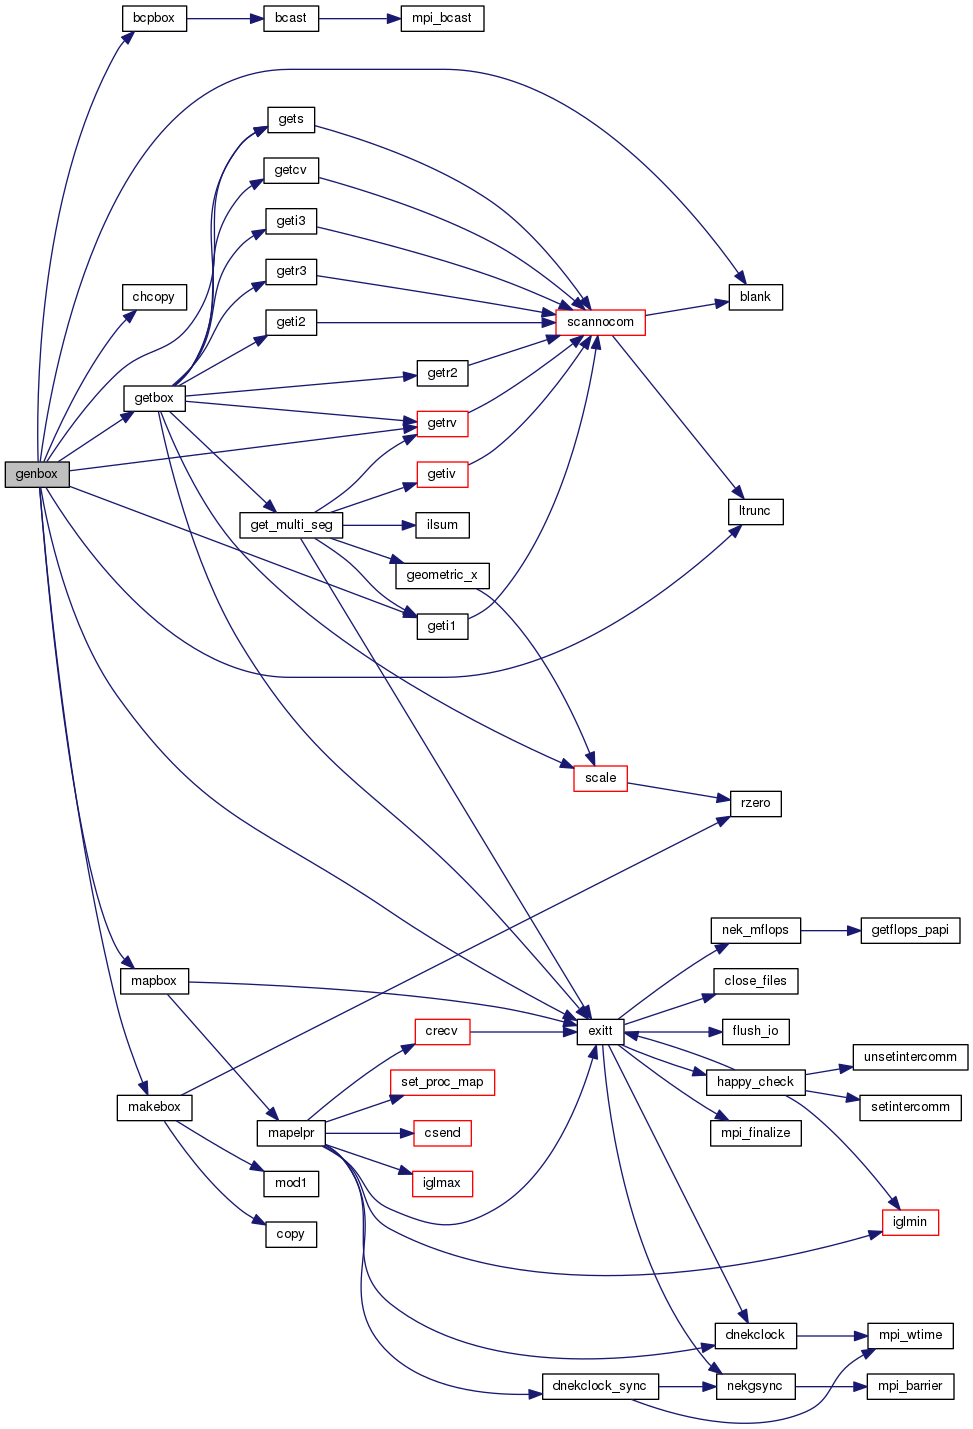 bcpbox
bcast
mpi_bcast
gets
getcv
geti3
getr3
chcopy
blank
geti2
scannocom
getr2
getbox
getrv
genbox
getiv
ltrunc
get_multi_seg
ilsum
geometric_x
geti1
scale
rzero
nek_mflops
getflops_papi
mapbox
close_files
crecv
exitt
flush_io
unsetintercomm
set_proc_map
happy_check
makebox
setintercomm
mapelpr
csend
mpi_finalize
mod1
iglmax
copy
iglmin
dnekclock
mpi_wtime
dnekclock_sync
nekgsync
mpi_barrier